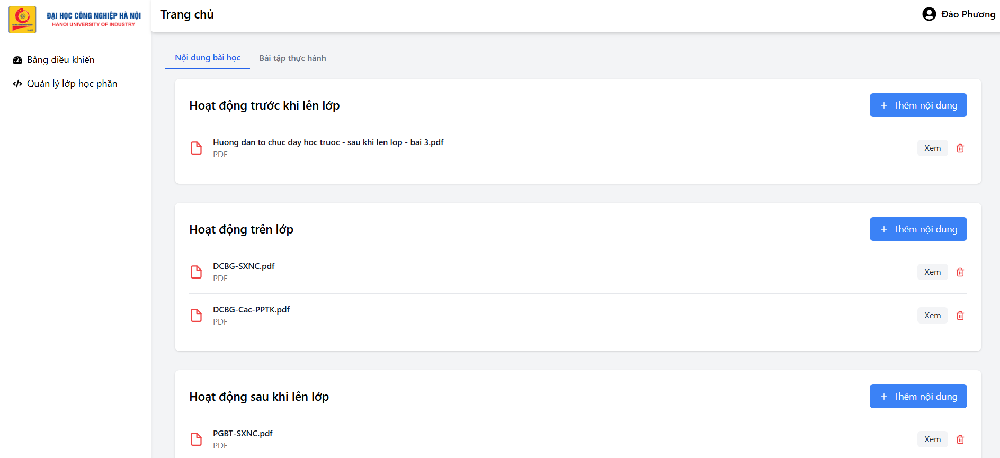 ĐẠI HỌC CÔNG NGHIỆP HÀ NỘI
HANOI UNIVERSITY OF INDUSTRY
Trang chủ
Đào Phương
Bảng điều khiển
Quản lý lớp học phần
Nội dung bài học
Bài tập thực hành
Hoạt động trước khi lên lớp
Thêm nội dung
Huong dan to chuc day hoc truoc - sau khi len lop - bai 3.pdf
PDF
Xem
Hoạt động trên lớp
Thêm nội dung
DCBG-SXNC.pdf
PDF
Xem
DCBG-Cac-PPTK.pdf
PDF
Xem
Hoạt động sau khi lên lớp
Thêm nội dung
PGBT-SXNC.pdf
PDF
Xem